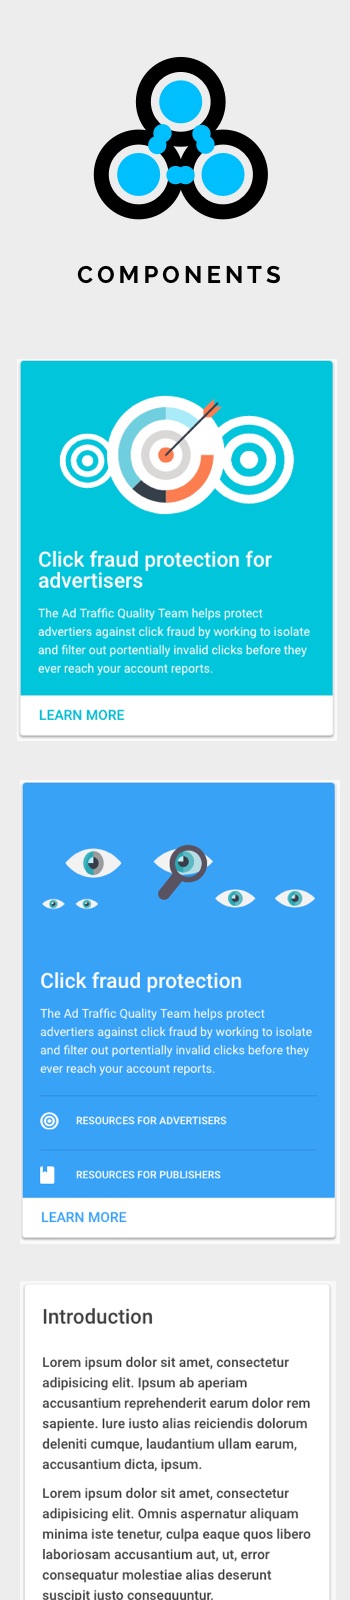 COMPONENTS
Click fraud protection for
advertisers
The Ad Traffic Quality Team helps protect
advertiers against click fraud by working to isolate
and filter out portentially invalid clicks before they
ever reach your account reports.
LEARN MORE
Click fraud protection
The Ad Traffic Quality Team helps protect
advertiers against click fraud by working to isolate
and filter out portentially invalid clicks before they
ever reach your account reports.
RESOURCES FOR ADVERTISERS
RESOURCES FOR PUBLISHERS
LEARN MORE
Introduction
Lorem ipsum dolor sit amet, consectetur
adipisicing elit. Ipsum ab aperiam
accusantium reprehenderit earum dolor rem
sapiente. Iure iusto alias reiciendis dolorum
deleniti cumque, laudantium ullam earum,
accusantium dicta, ipsum.
Lorem ipsum dolor sit amet, consectetur
adipisicing elit. Omnis aspernatur aliquam
minima iste tenetur, culpa eaque quos libero
laboriosam accusantium aut, ut, error
consequatur molestiae alias deserunt
suscipit iusto consequuntur.